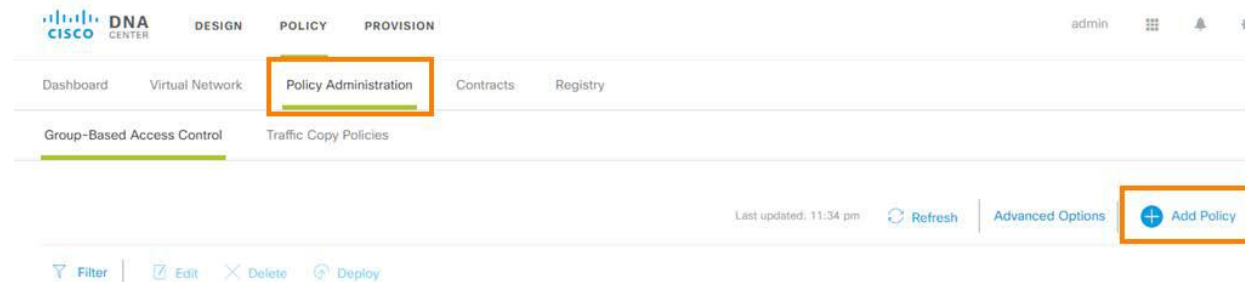 CISCO DNA CENTER DESIGN POLICY PROVISION admin
Dashboard Virtual Network Policy Administration Contracts Registry
Group-Based Access Control Traffic Copy Policies
Last updated: 11:34 pm Refresh Advanced Options Add Policy
Filter Edit Delete Deploy